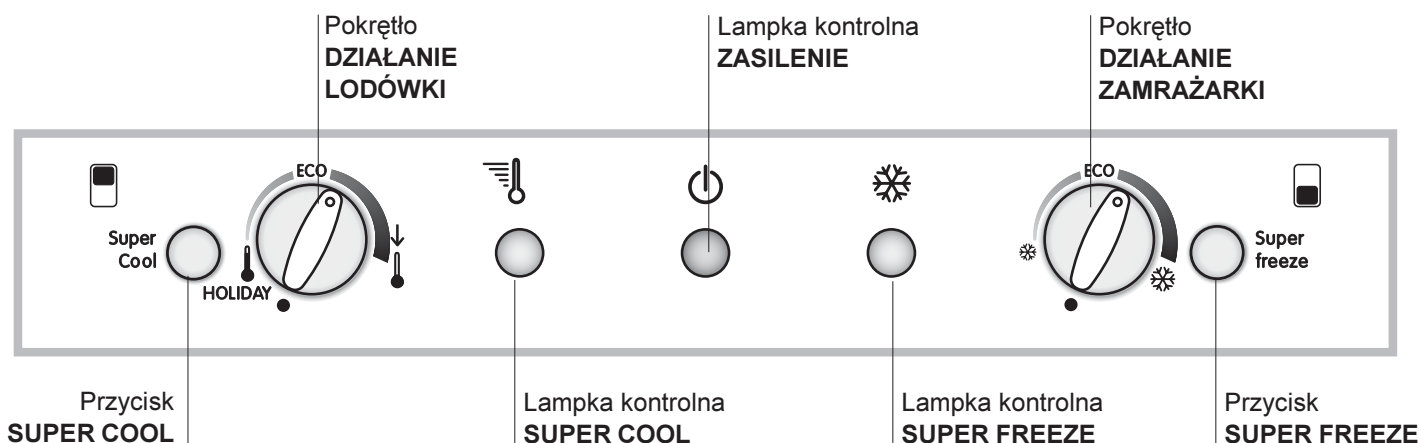 Pokrętło
DZIAŁANIE
LODÓWKI
Lampka kontrolna
ZASILENIE
Pokrętło
DZIAŁANIE
ZAMRAŻARKI
Super
Cool
ECO
HOLIDAY
ECO
Super
freeze
Przycisk
SUPER COOL
Lampka kontrolna
SUPER COOL
Lampka kontrolna
SUPER FREEZE
Przycisk
SUPER FREEZE